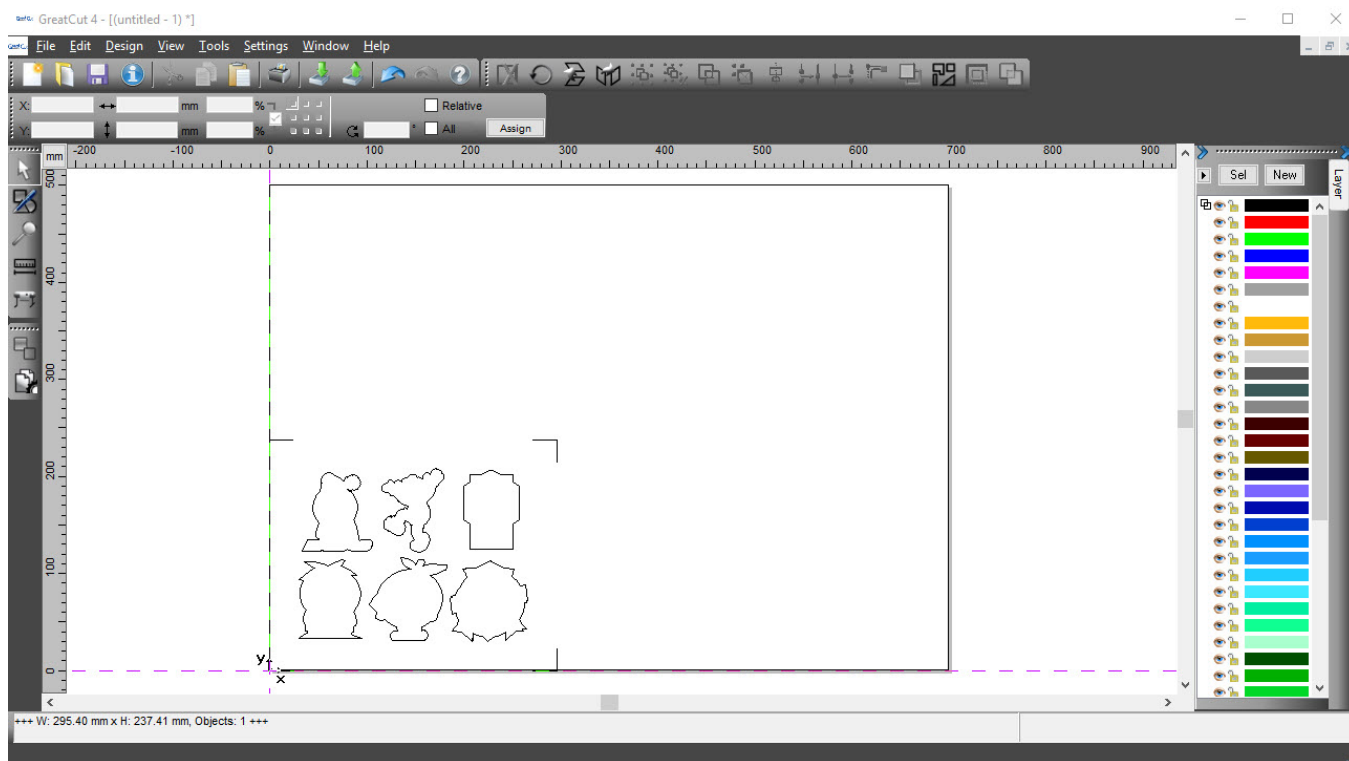 GreatCut 4 - [(untitled - 1) *]
File Edit Design View Tools Settings Window Help
X: mm % Relative
Y: mm % ° All Assign
mm -200 -100 0 100 200 300 400 500 600 700 800 900
Sel New
Layer
500
400
300
200
100
0
y
x
+++ W: 295.40 mm x H: 237.41 mm, Objects: 1 +++